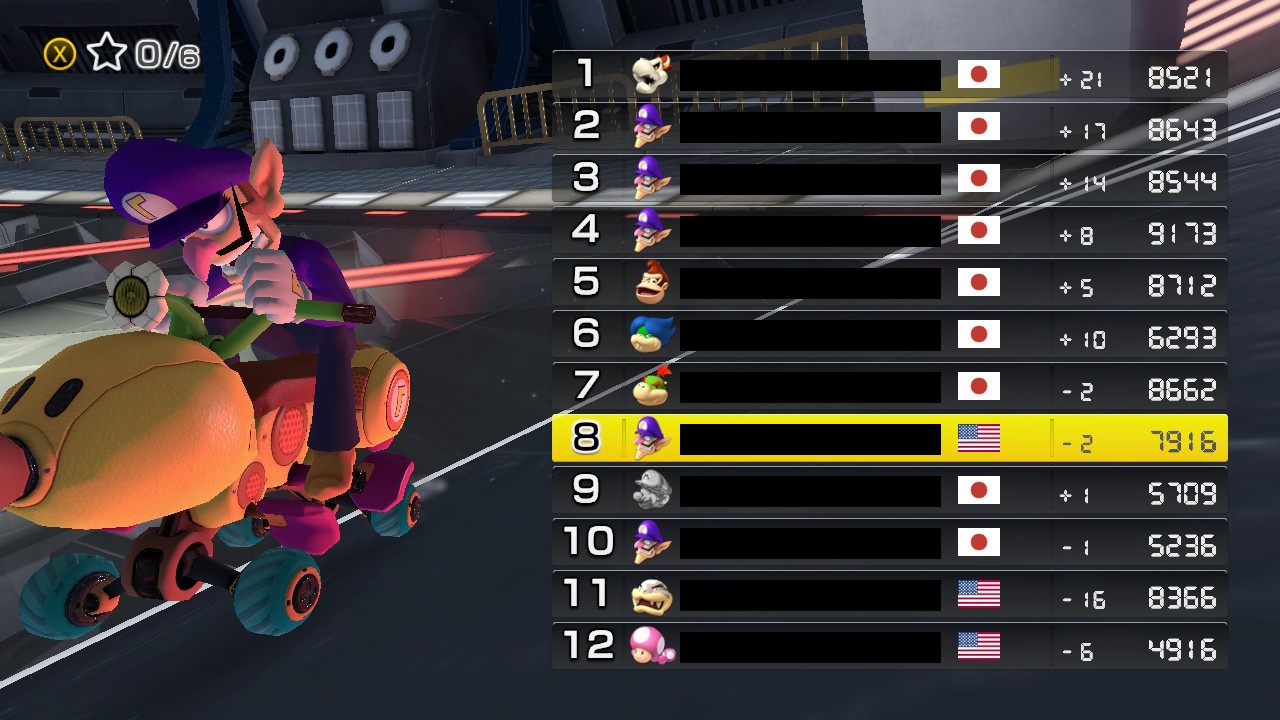 X 0/6
1 + 21 8521
2 + 17 8643
3 + 14 8544
4 + 8 9173
5 + 5 8712
6 + 10 6293
7 - 2 8662
8 - 2 7916
9 + 1 5709
10 - 1 5236
11 - 16 8366
12 - 6 4916